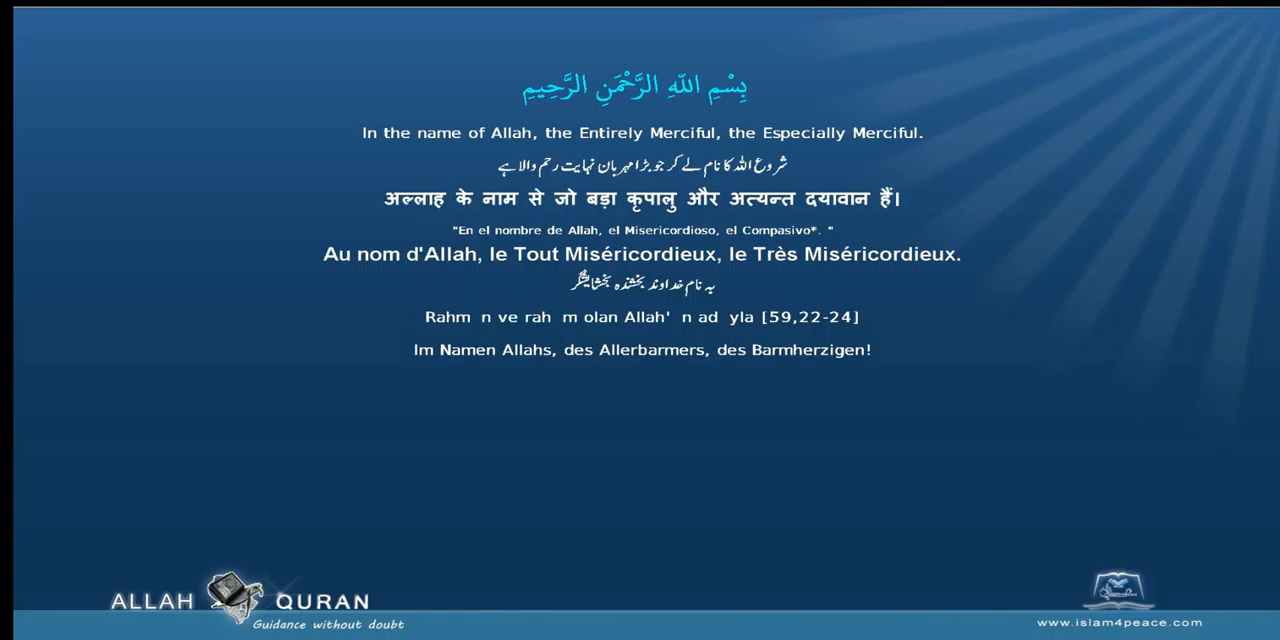 بِسْمِ اللّهِ الرَّحْمَنِ الرَّحِيمِ
In the name of Allah, the Entirely Merciful, the Especially Merciful.
شروع الله کا نام لے کر جو بڑا مہربان نہایت رحم والا ہے
अल्लाह के नाम से जो बड़ा कृपालु और अत्यन्त दयावान हैं।
"En el nombre de Allah, el Misericordioso, el Compasivo*. "
Au nom d'Allah, le Tout Miséricordieux, le Très Miséricordieux.
به نام خداوند بخشنده بخشایشگر
Rahm n ve rah m olan Allah' n ad yla [59,22-24]
Im Namen Allahs, des Allerbarmers, des Barmherzigen!
ALLAH QURAN
Guidance without doubt
www.islam4peace.com